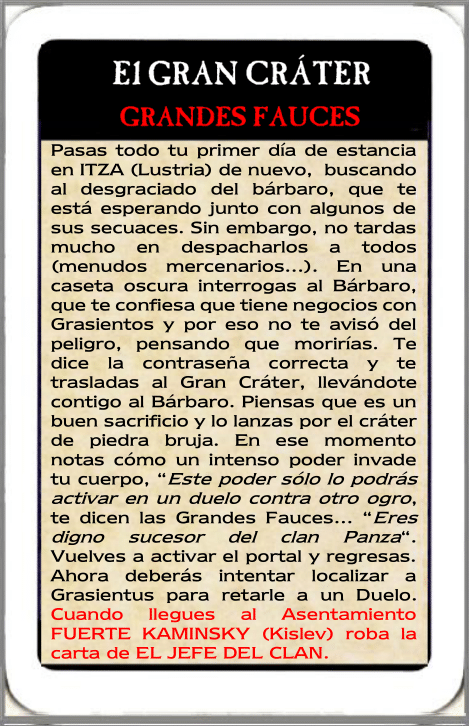 El GRAN CRÁTER
GRANDES FAUCES
Pasas todo tu primer día de estancia
en ITZA (Lustria) de nuevo, buscando
al desgraciado del bárbaro, que te
está esperando junto con algunos de
sus secuaces. Sin embargo, no tardas
mucho en despacharlos a todos
(menudos mercenarios...). En una
caseta oscura interrogas al Bárbaro,
que te confiesa que tiene negocios con
Grasientos y por eso no te avisó del
peligro, pensando que morirías. Te
dice la contraseña correcta y te
trasladas al Gran Cráter, llevándote
contigo al Bárbaro. Piensas que es un
buen sacrificio y lo lanzas por el cráter
de piedra bruja. En ese momento
notas cómo un intenso poder invade
tu cuerpo, “Este poder sólo lo podrás
activar en un duelo contra otro ogro,
te dicen las Grandes Fauces... “Eres
digno sucesor del clan Panza“.
Vuelves a activar el portal y regresas.
Ahora deberás intentar localizar a
Grasientus para retarle a un Duelo.
Cuando llegues al Asentamiento
FUERTE KAMINSKY (Kislev) roba la
carta de EL JEFE DEL CLAN.